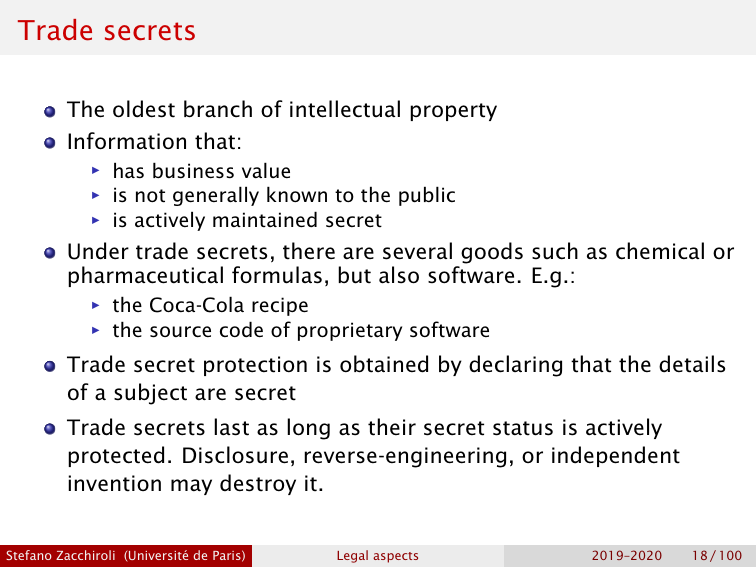 Trade secrets
The oldest branch of intellectual property
Information that:
has business value
is not generally known to the public
is actively maintained secret
Under trade secrets, there are several goods such as chemical or
pharmaceutical formulas, but also software. E.g.:
the Coca-Cola recipe
the source code of proprietary software
Trade secret protection is obtained by declaring that the details
of a subject are secret
Trade secrets last as long as their secret status is actively
protected. Disclosure, reverse-engineering, or independent
invention may destroy it.
Stefano Zacchiroli (Université de Paris) Legal aspects 2019–2020 18 / 100